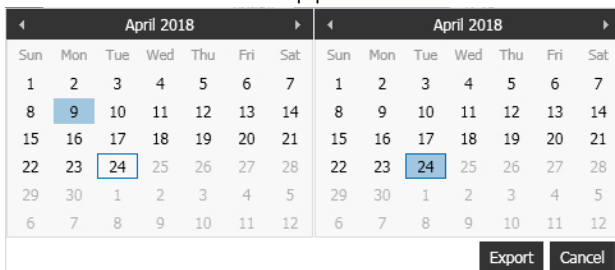 April 2018
Sun Mon Tue Wed Thu Fri Sat
1 2 3 4 5 6 7
8 9 10 11 12 13 14
15 16 17 18 19 20 21
22 23 24 25 26 27 28
29 30 1 2 3 4 5
6 7 8 9 10 11 12
April 2018
Sun Mon Tue Wed Thu Fri Sat
1 2 3 4 5 6 7
8 9 10 11 12 13 14
15 16 17 18 19 20 21
22 23 24 25 26 27 28
29 30 1 2 3 4 5
6 7 8 9 10 11 12
Export Cancel